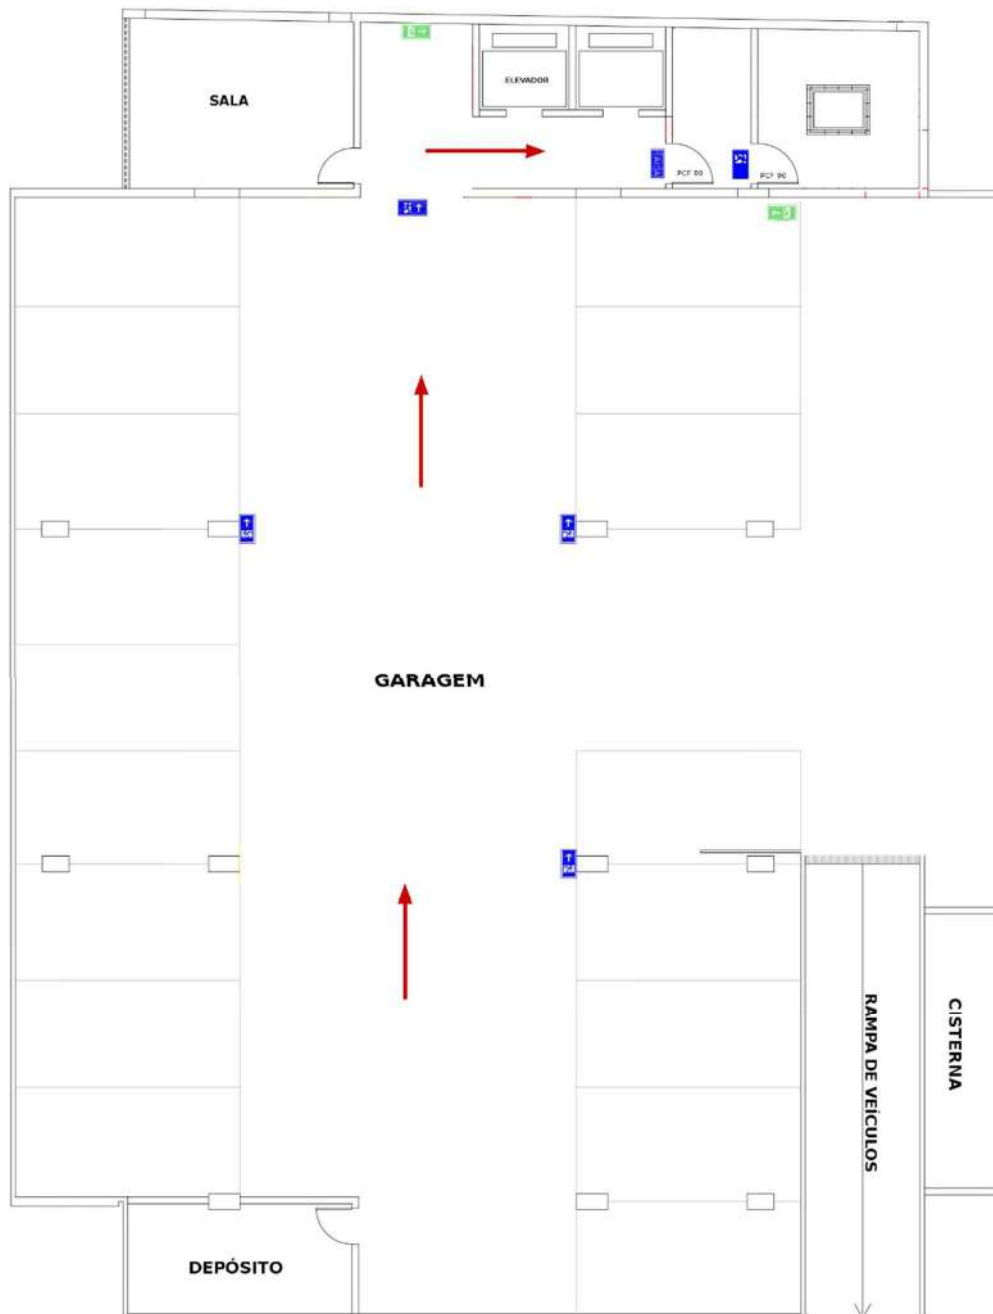 SALA
ELEVADOR
PCF 90
PCF 90
GARAGEM
RAMPA DE VEÍCULOS
CISTERNA
DEPÓSITO